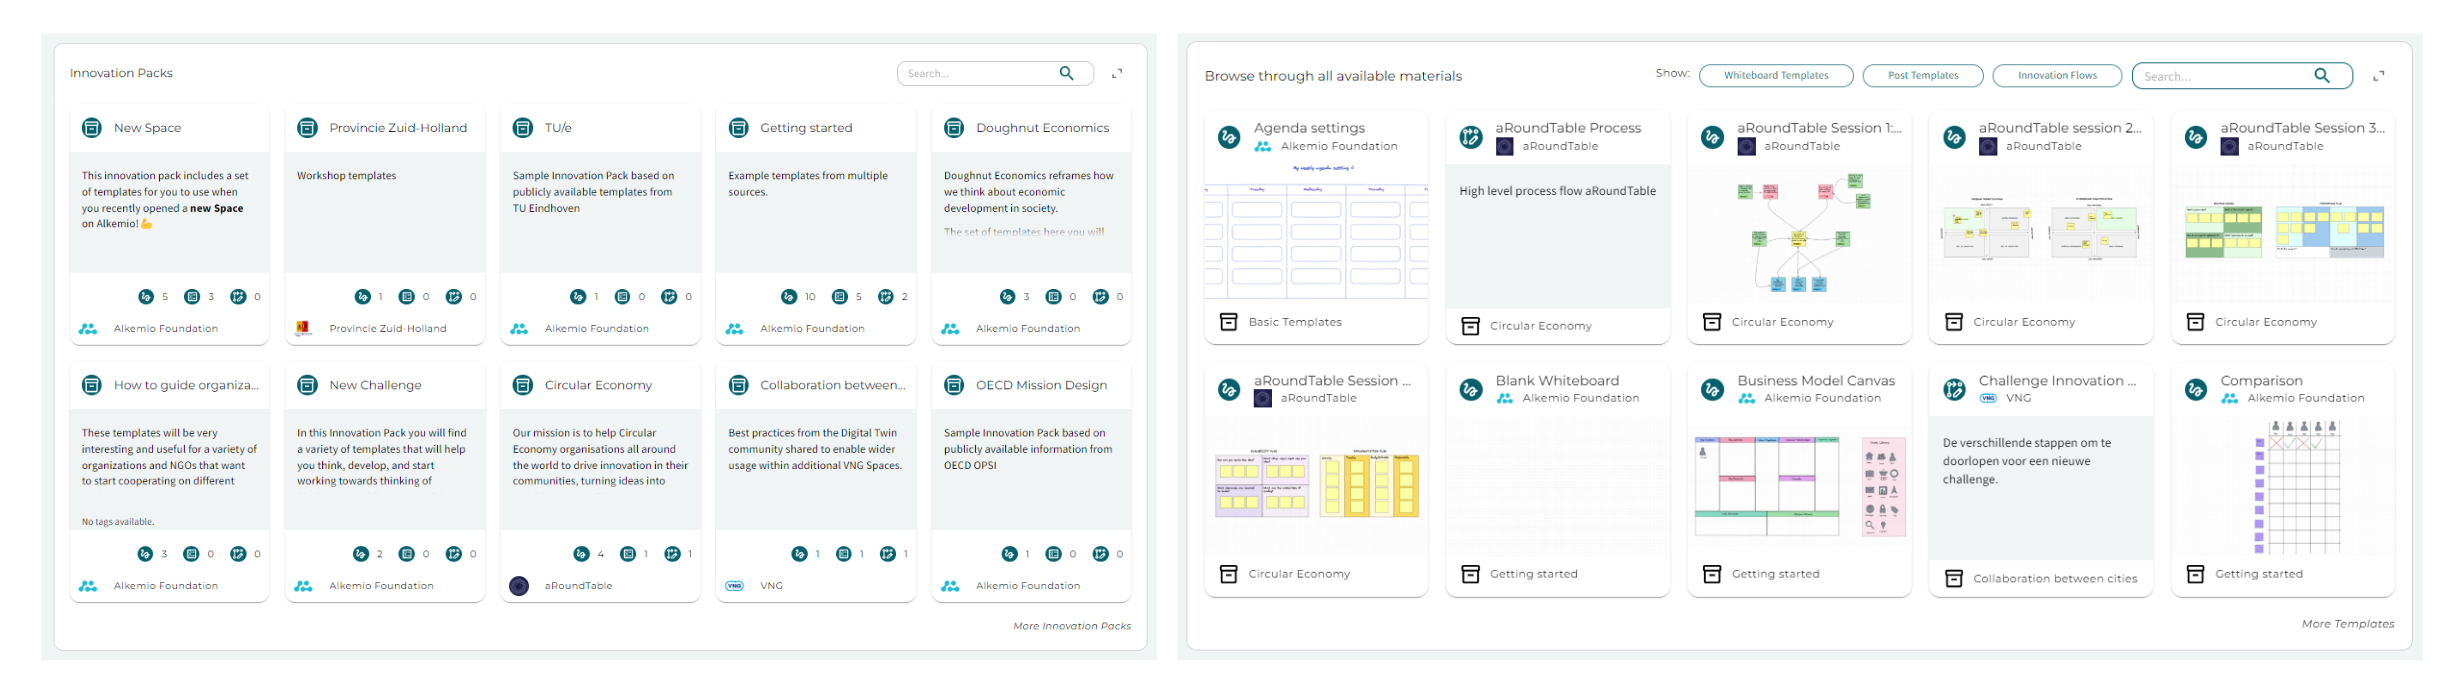 Innovation Packs
Search...
New Space
This innovation pack includes a set
of templates for you to use when
you recently opened a new Space
on Alkemio! 💪
5 3 0
Alkemio Foundation
Provincie Zuid-Holland
Workshop templates
1 0 0
Provincie Zuid-Holland
TU/e
Sample Innovation Pack based on
publicly available templates from
TU Eindhoven
1 0 0
Alkemio Foundation
Getting started
Example templates from multiple
sources.
10 5 2
Alkemio Foundation
Doughnut Economics
Doughnut Economics reframes how
we think about economic
development in society.
The set of templates here you will
3 0 0
Alkemio Foundation
How to guide organiza...
These templates will be very
interesting and useful for a variety of
organizations and NGOs that want
to start cooperating on different
No tags available.
3 0 0
Alkemio Foundation
New Challenge
In this Innovation Pack you will find
a variety of templates that will help
you think, develop, and start
working towards thinking of
2 0 0
Alkemio Foundation
Circular Economy
Our mission is to help Circular
Economy organisations all around
the world to drive innovation in their
communities, turning ideas into
4 1 1
aRoundTable
Collaboration between...
Best practices from the Digital Twin
community shared to enable wider
usage within additional VNG Spaces.
1 1 1
VNG
VNG
OECD Mission Design
Sample Innovation Pack based on
publicly available information from
OECD OPSI
1 0 0
Alkemio Foundation
More Innovation Packs
Browse through all available materials
Show:
Whiteboard Templates
Post Templates
Innovation Flows
Search...
Agenda settings
Alkemio Foundation
My weekly agenda setting
Tuesday Wednesday Thursday
Basic Templates
aRoundTable Process
aRoundTable
High level process flow aRoundTable
Circular Economy
aRoundTable Session 1:...
aRoundTable
Circular Economy
aRoundTable session 2...
aRoundTable
Circular Economy
aRoundTable Session 3...
aRoundTable
Circular Economy
aRoundTable Session ...
aRoundTable
Circular Economy
Blank Whiteboard
Alkemio Foundation
Getting started
Business Model Canvas
Alkemio Foundation
Getting started
Challenge Innovation ...
VNG
VNG
De verschillende stappen om te
doorlopen voor een nieuwe
challenge.
Collaboration between cities
Comparison
Alkemio Foundation
Getting started
More Templates